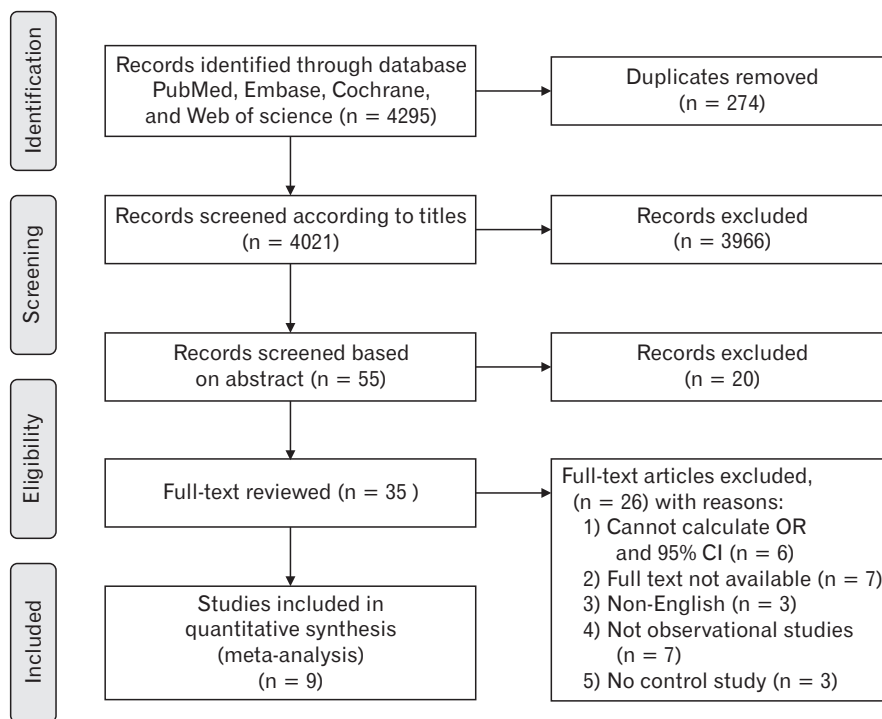 Identification
Records identified through database
PubMed, Embase, Cochrane,
and Web of science (n = 4295)
Duplicates removed
(n = 274)
Screening
Records screened according to titles
(n = 4021)
Records excluded
(n = 3966)
Records screened based
on abstract (n = 55)
Records excluded
(n = 20)
Eligibility
Full-text reviewed (n = 35 )
Full-text articles excluded,
(n = 26) with reasons:
1) Cannot calculate OR
and 95% CI (n = 6)
2) Full text not available (n = 7)
3) Non-English (n = 3)
4) Not observational studies
(n = 7)
5) No control study (n = 3)
Included
Studies included in
quantitative synthesis
(meta-analysis)
(n = 9)